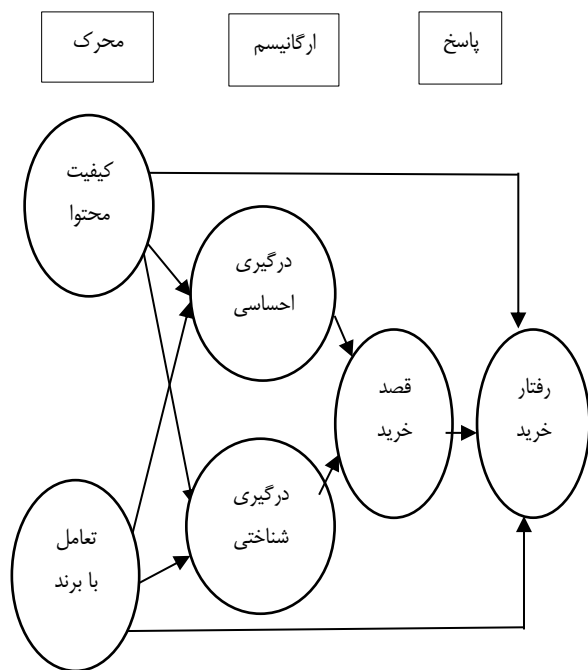 محرک
ارگانیسم
پاسخ
کیفیت
محتوا
درگیری
احساسی
قصد
خرید
رفتار
خرید
درگیری
شناختی
تعامل
با برند